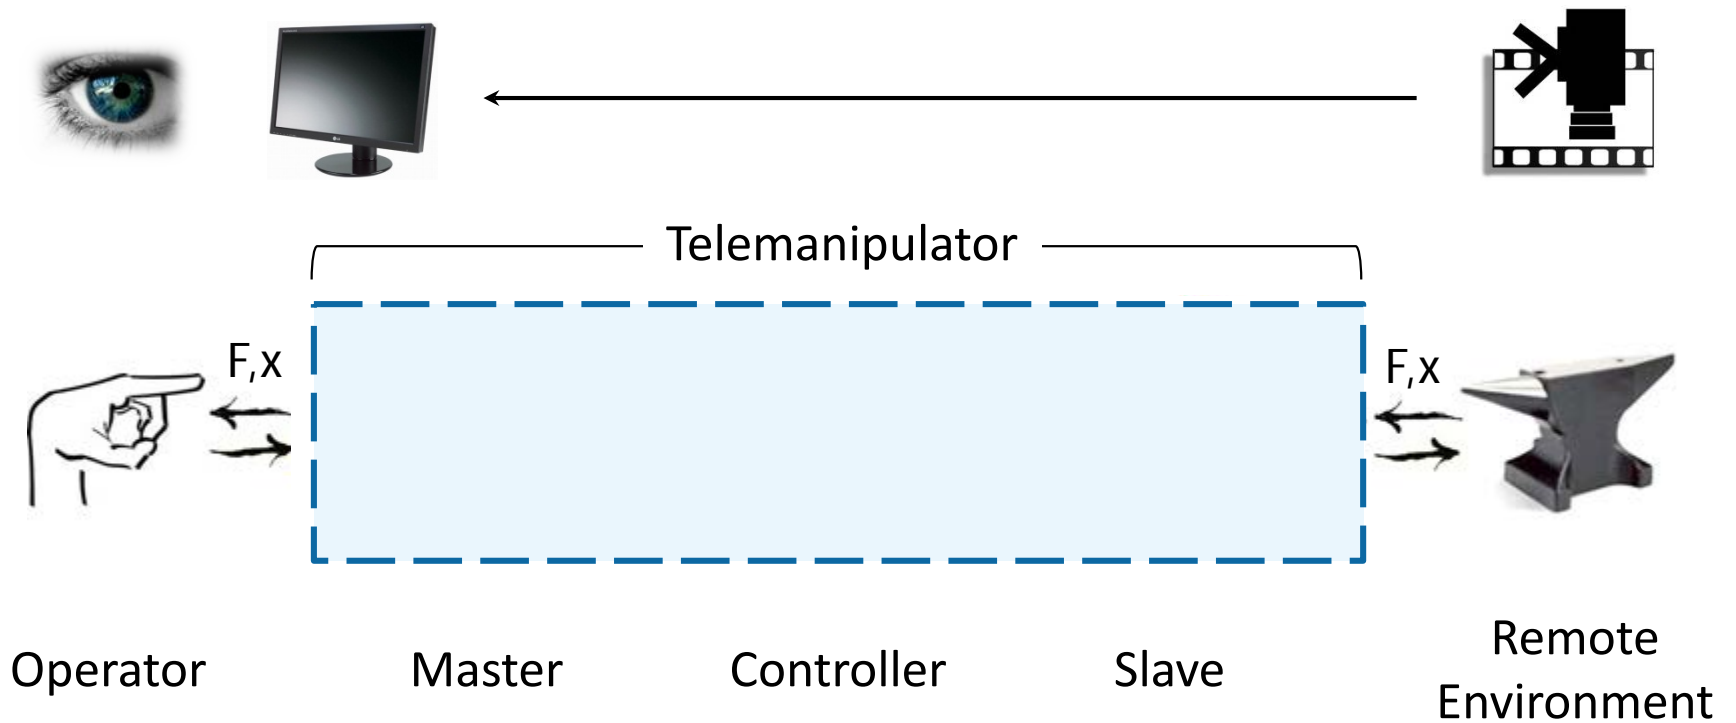 Telemanipulator
F,x
F,x
Operator
Master
Controller
Slave
Remote
Environment